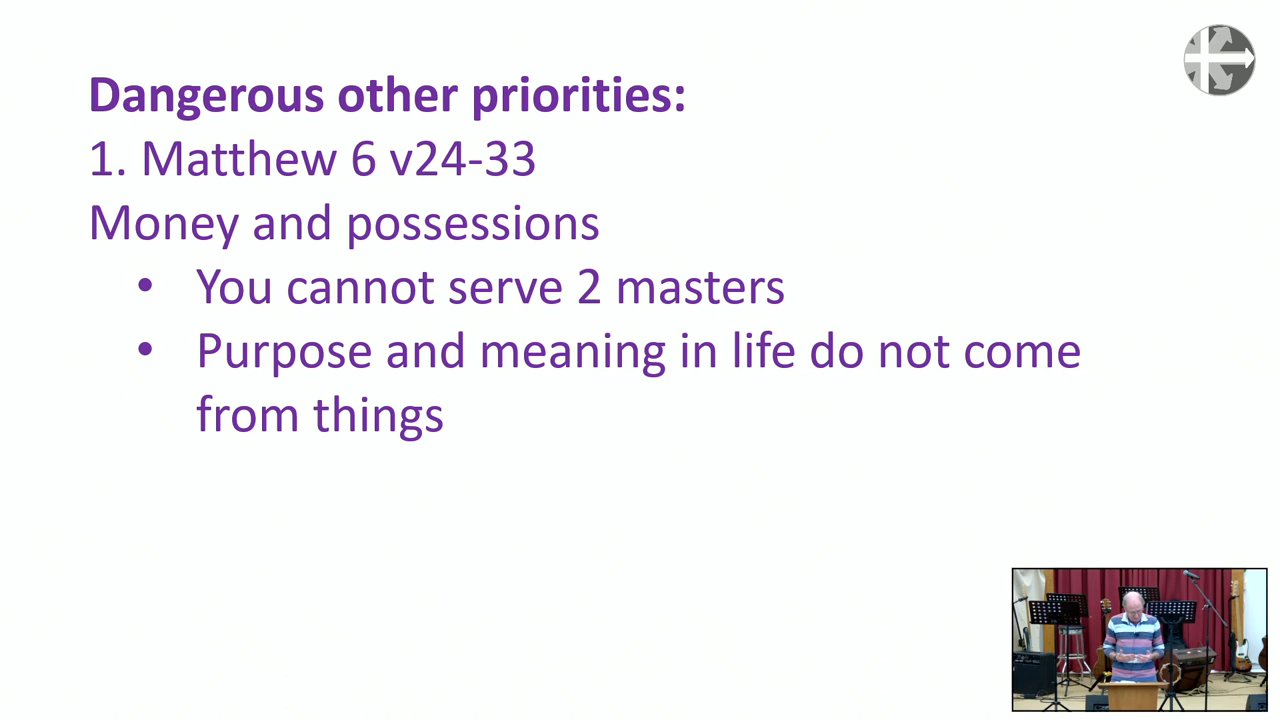 Dangerous other priorities:
1. Matthew 6 v24-33
Money and possessions
• You cannot serve 2 masters
• Purpose and meaning in life do not come
from things